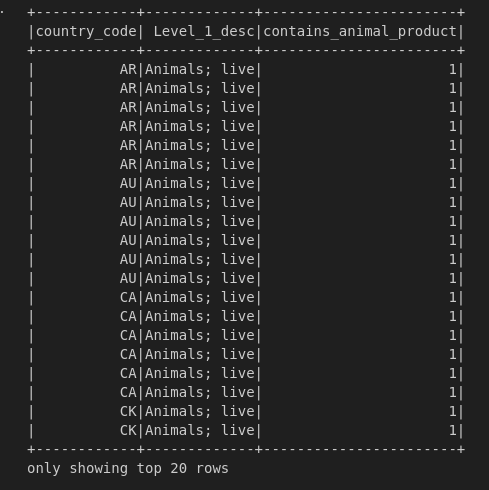 +------------+-------------+-----------------------+
|country_code| Level_1_desc|contains_animal_product|
+------------+-------------+-----------------------+
|          AR|Animals; live|                      1|
|          AR|Animals; live|                      1|
|          AR|Animals; live|                      1|
|          AR|Animals; live|                      1|
|          AR|Animals; live|                      1|
|          AR|Animals; live|                      1|
|          AU|Animals; live|                      1|
|          AU|Animals; live|                      1|
|          AU|Animals; live|                      1|
|          AU|Animals; live|                      1|
|          AU|Animals; live|                      1|
|          AU|Animals; live|                      1|
|          CA|Animals; live|                      1|
|          CA|Animals; live|                      1|
|          CA|Animals; live|                      1|
|          CA|Animals; live|                      1|
|          CA|Animals; live|                      1|
|          CA|Animals; live|                      1|
|          CK|Animals; live|                      1|
|          CK|Animals; live|                      1|
+------------+-------------+-----------------------+
only showing top 20 rows